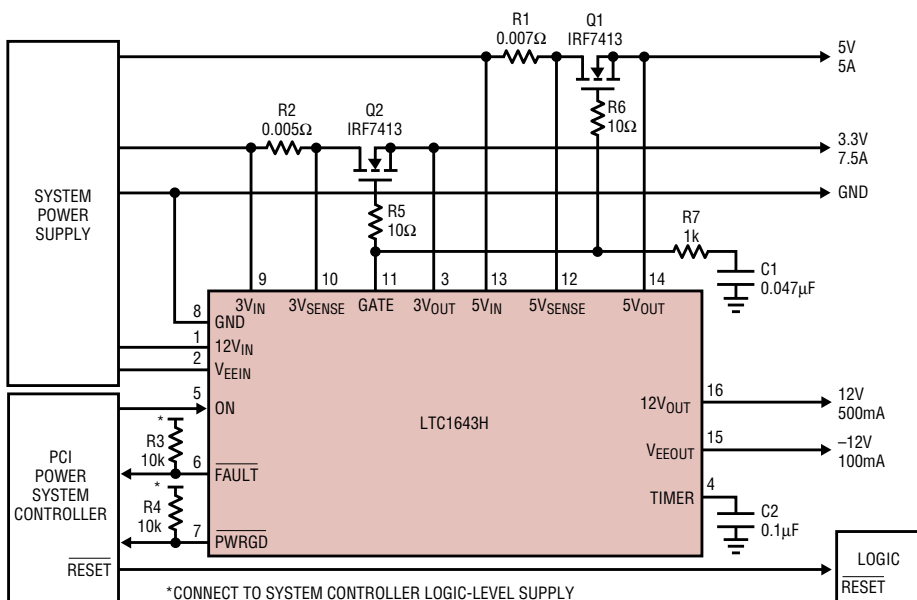 R1
0.007Ω
Q1
IRF7413
5V
5A
R2
0.005Ω
Q2
IRF7413
R6
10Ω
3.3V
7.5A
GND
SYSTEM
POWER
SUPPLY
R5
10Ω
R7
1k
C1
0.047µF
9
10
11
3
13
12
14
3VIN
3VSENSE
GATE
3VOUT
5VIN
5VSENSE
5VOUT
8
GND
1
12VIN
2
VEEIN
5
ON
LTC1643H
12VOUT
16
12V
500mA
VEEOUT
15
–12V
100mA
TIMER
4
C2
0.1µF
PCI
POWER
SYSTEM
CONTROLLER
*
R3
10k
6
FAULT
*
R4
10k
7
PWRGD
RESET
LOGIC
RESET
*CONNECT TO SYSTEM CONTROLLER LOGIC-LEVEL SUPPLY